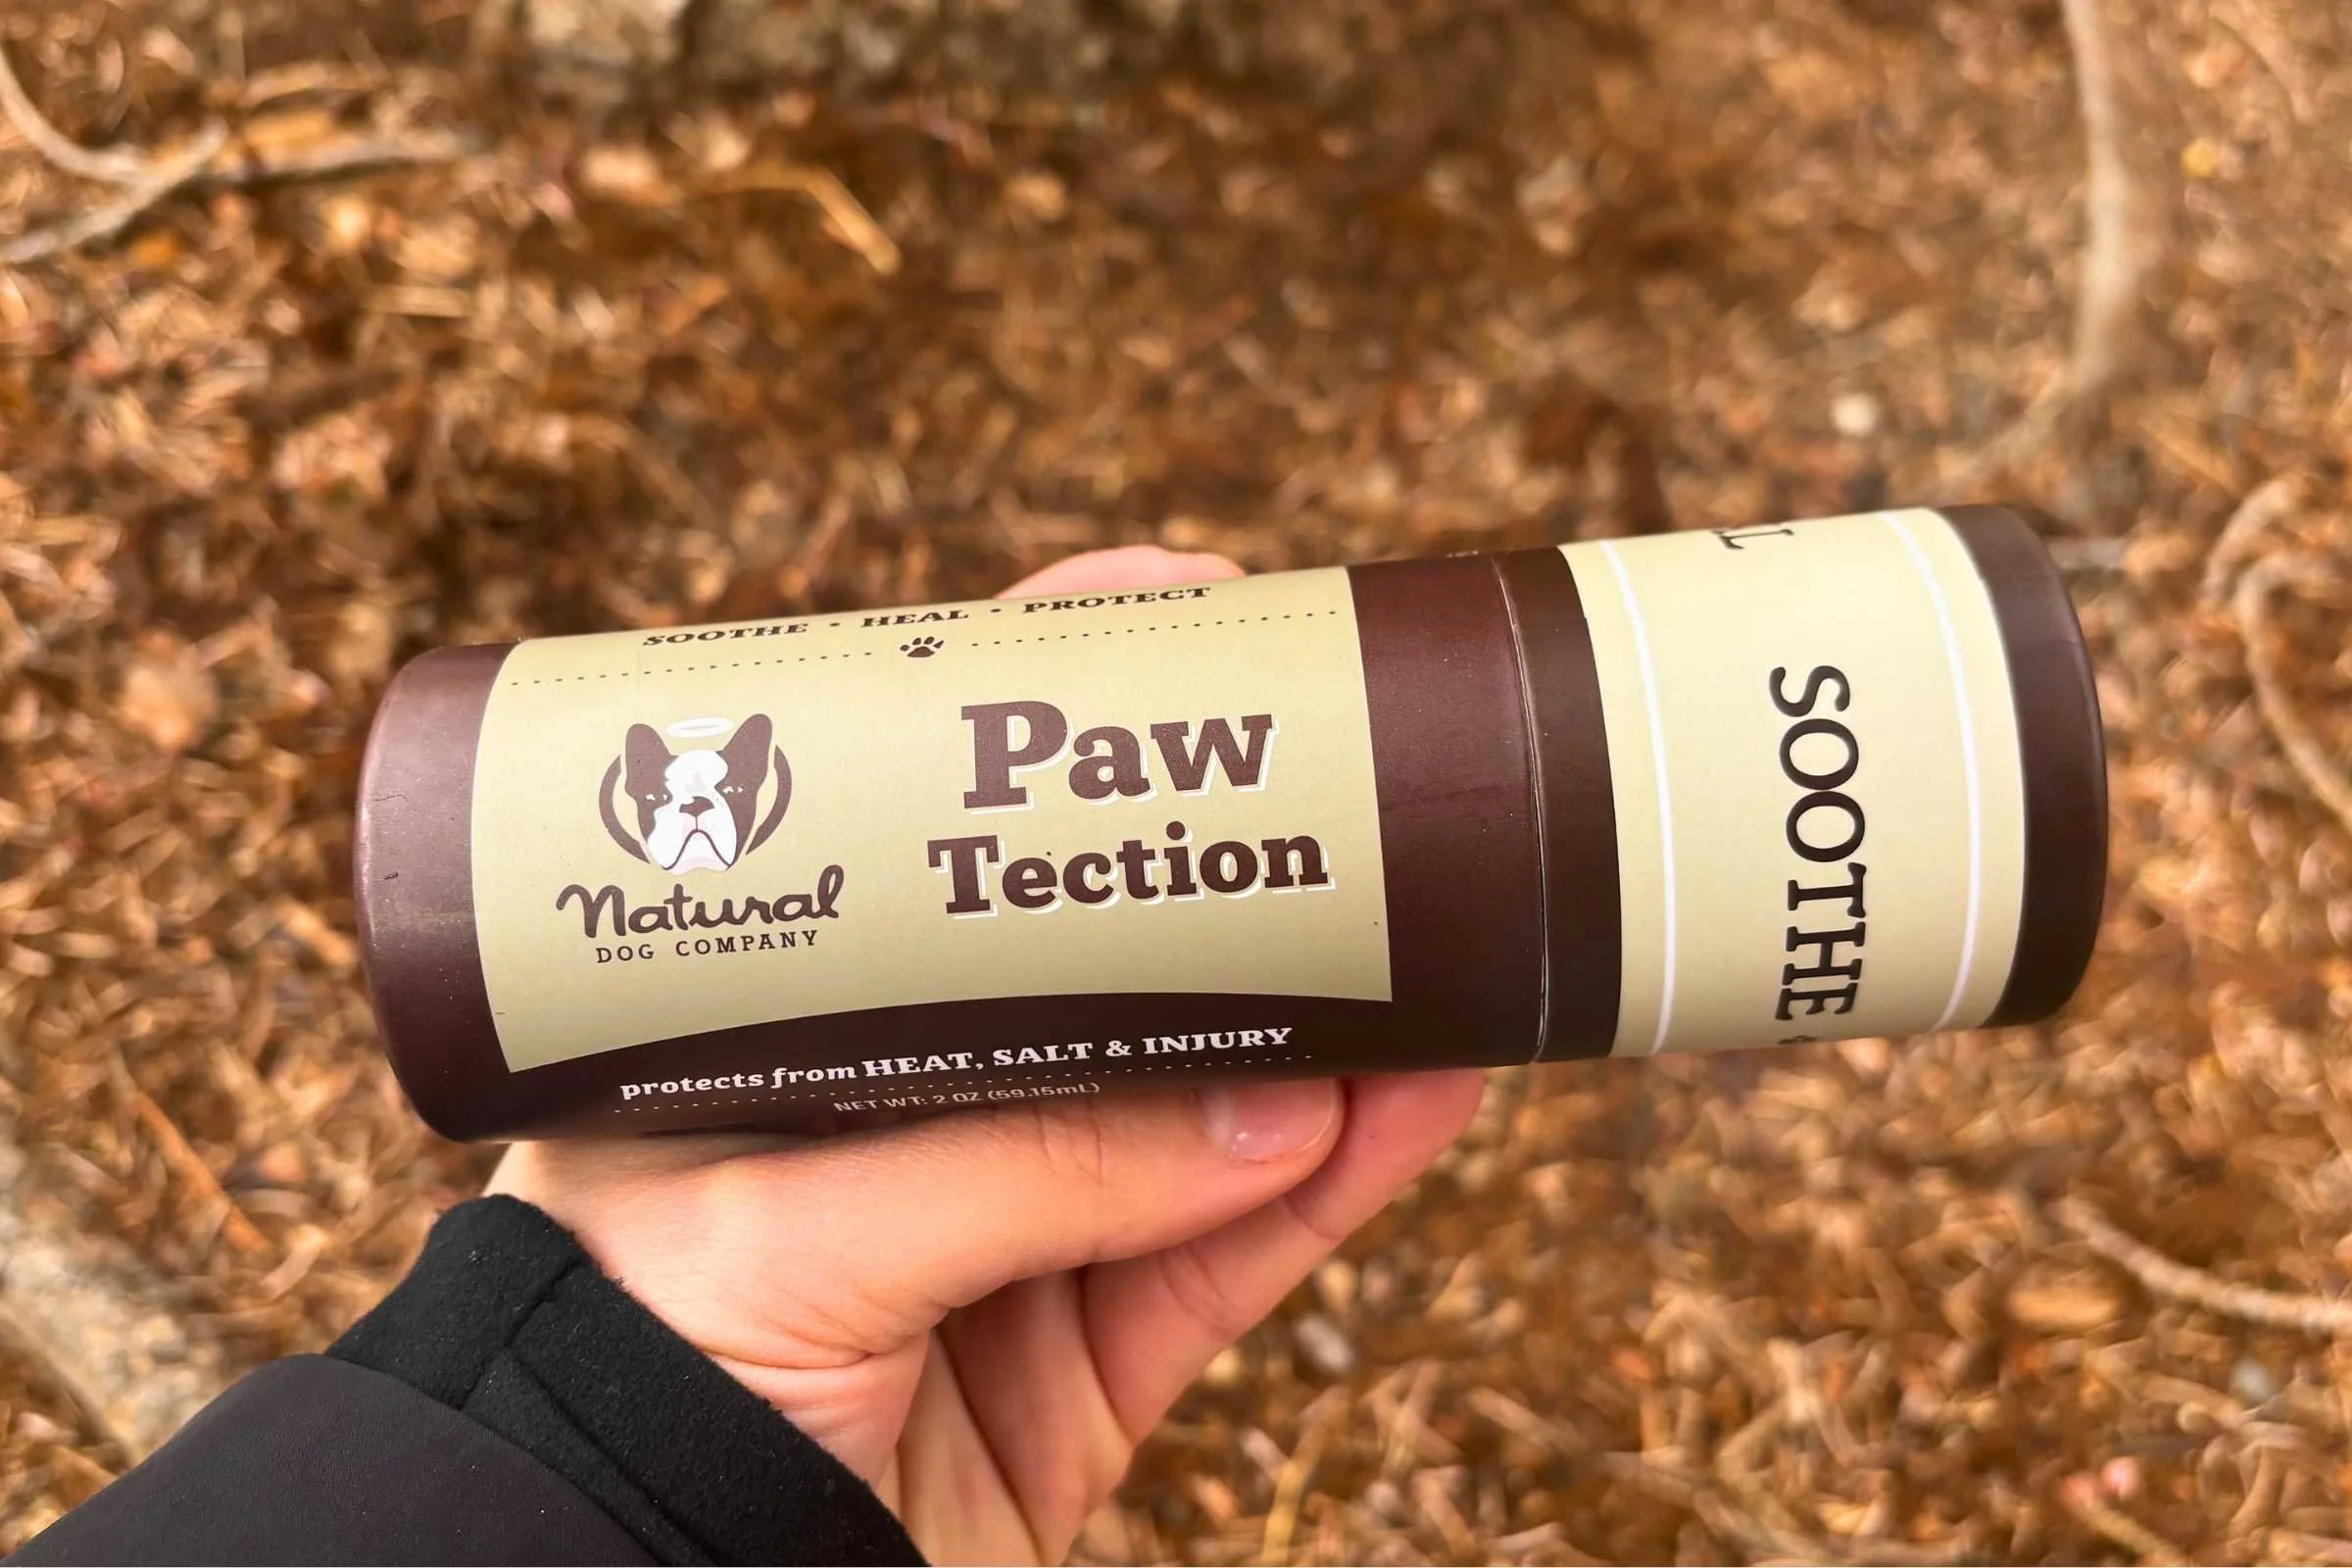 SOOTHE • HEAL • PROTECT
Natural
DOG COMPANY
Paw
Tection
protects from HEAT, SALT & INJURY
NET WT: 2 OZ (59.15mL)
SOOTHE